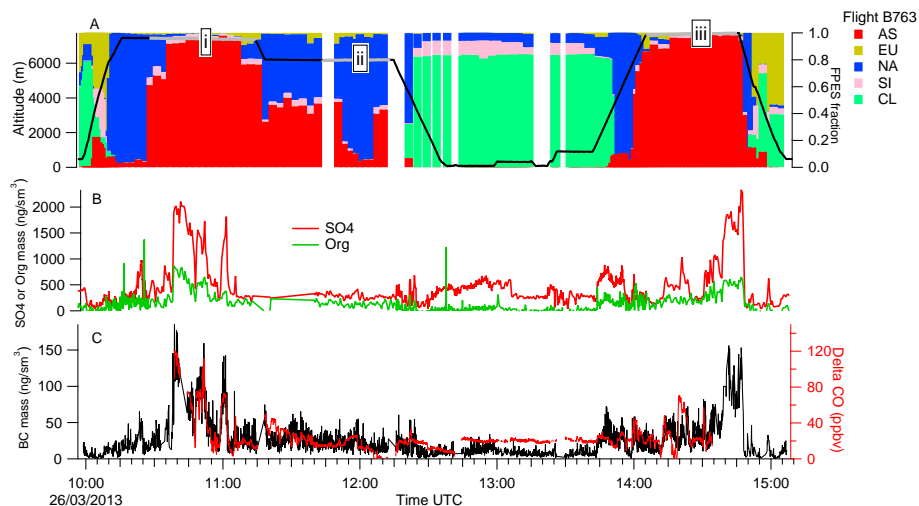 Flight B763
A
i
ii
iii
AS
EU
NA
SI
CL
Altitude (m)
6000
4000
2000
0
FPES fraction
1.0
0.8
0.6
0.4
0.2
0.0
B
SO4 or Org mass (ng/sm³)
2000
1500
1000
500
0
SO4
Org
C
BC mass (ng/sm³)
150
100
50
0
Delta CO (ppbv)
120
80
40
0
10:00
11:00
12:00
13:00
14:00
15:00
26/03/2013
Time UTC